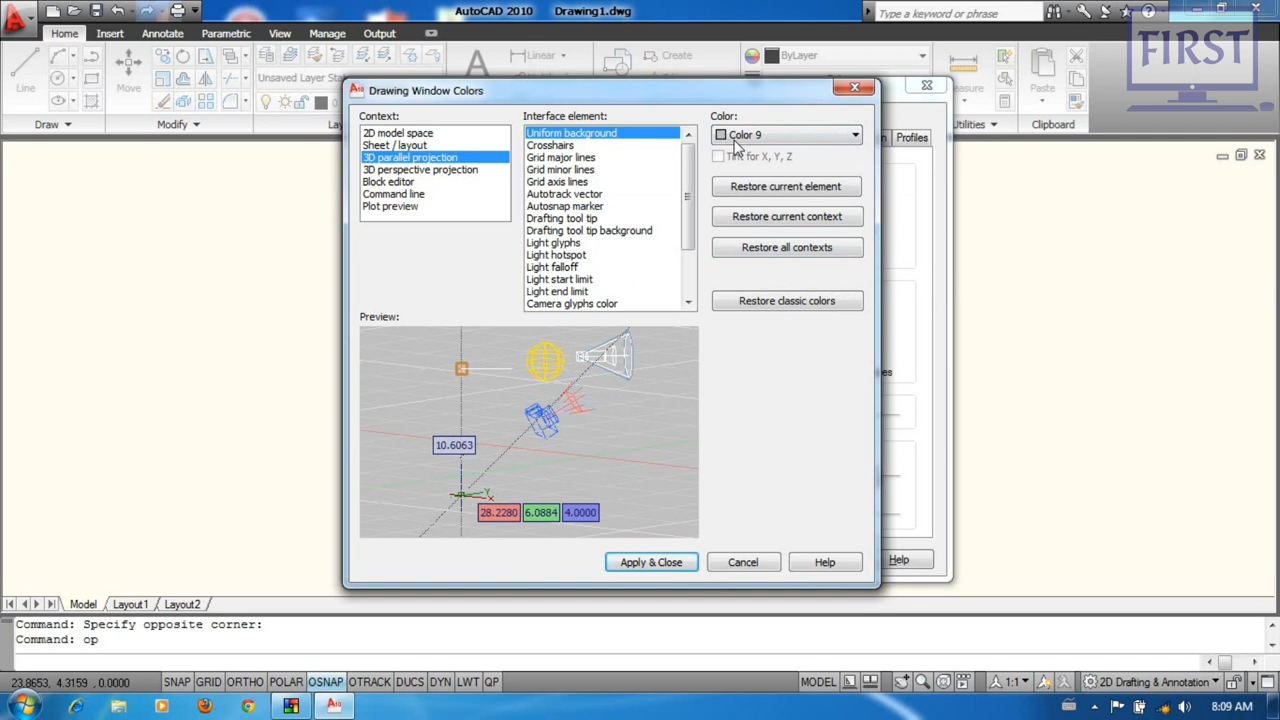 AutoCAD 2010 Drawing1.dwg
Type a keyword or phrase
FIRST
Home Insert Annotate Parametric View Manage Output
Line
Move
Unsaved Layer Sta
Linear
Create
ByLayer
Paste
Draw
Modify
Utilities
Clipboard
Drawing Window Colors
Profiles
Context:
2D model space
Sheet / layout
3D parallel projection
3D perspective projection
Block editor
Command line
Plot preview
Interface element:
Uniform background
Crosshairs
Grid major lines
Grid minor lines
Grid axis lines
Autotrack vector
Autosnap marker
Drafting tool tip
Drafting tool tip background
Light glyphs
Light hotspot
Light falloff
Light start limit
Light end limit
Camera glyphs color
Color:
Color 9
Tint for X, Y, Z
Restore current element
Restore current context
Restore all contexts
Restore classic colors
Preview:
10.6063
Y
X
28.2280 6.0884 4.0000
Apply & Close Cancel Help
Help
Model Layout1 Layout2
Command: Specify opposite corner:
Command: op
23.8653, 4.3159 , 0.0000 SNAP GRID ORTHO POLAR OSNAP OTRACK DUCS DYN LWT QP MODEL 1:1 2D Drafting & Annotation
8:09 AM